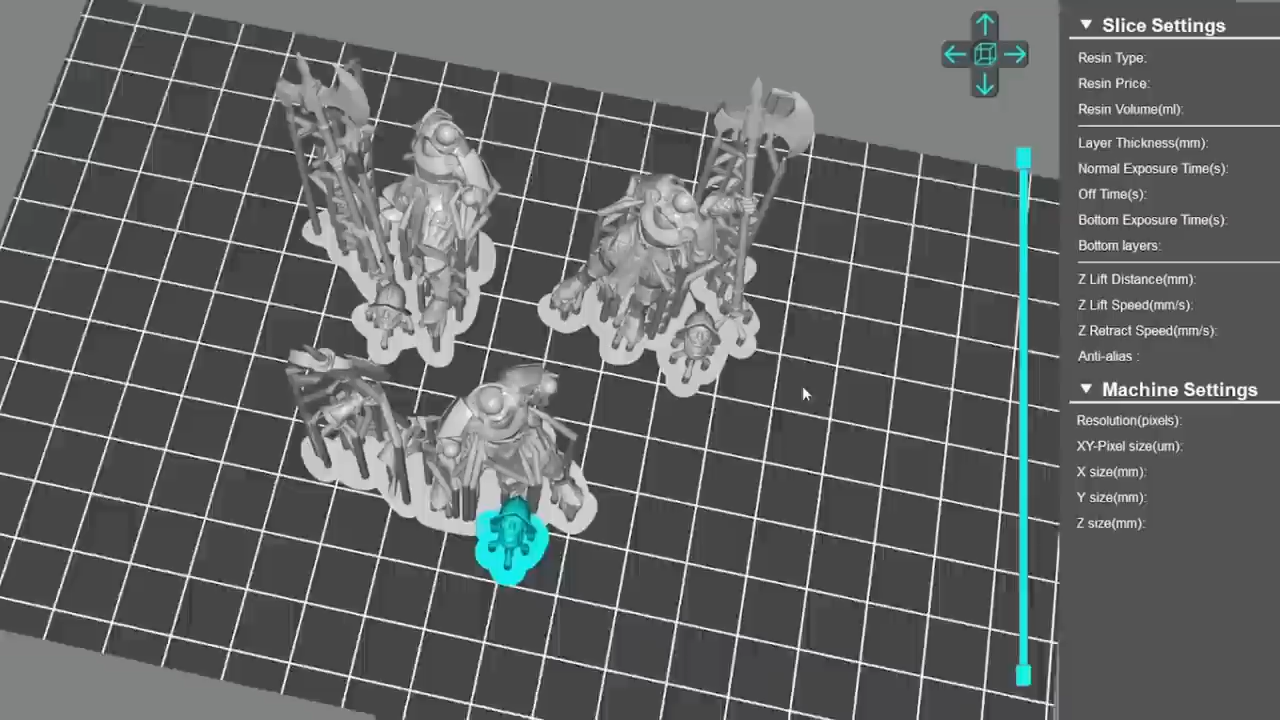 Slice Settings
Resin Type:
Resin Price:
Resin Volume(ml):
Layer Thickness(mm):
Normal Exposure Time(s):
Off Time(s):
Bottom Exposure Time(s):
Bottom layers:
Z Lift Distance(mm):
Z Lift Speed(mm/s):
Z Retract Speed(mm/s):
Anti-alias :
Machine Settings
Resolution(pixels):
XY-Pixel size(um):
X size(mm):
Y size(mm):
Z size(mm):